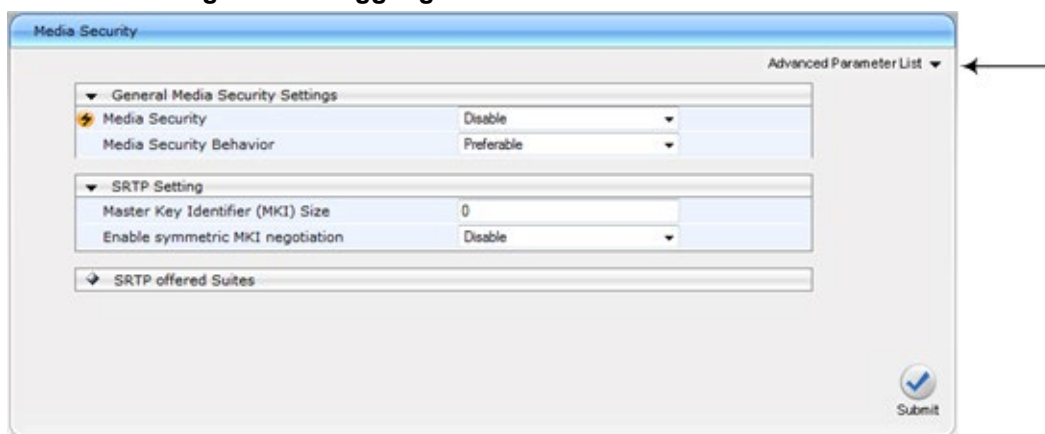 Media Security
Advanced Parameter List
General Media Security Settings
Media Security Disable
Media Security Behavior Preferable
SRTP Setting
Master Key Identifier (MKI) Size 0
Enable symmetric MKI negotiation Disable
SRTP offered Suites
Submit